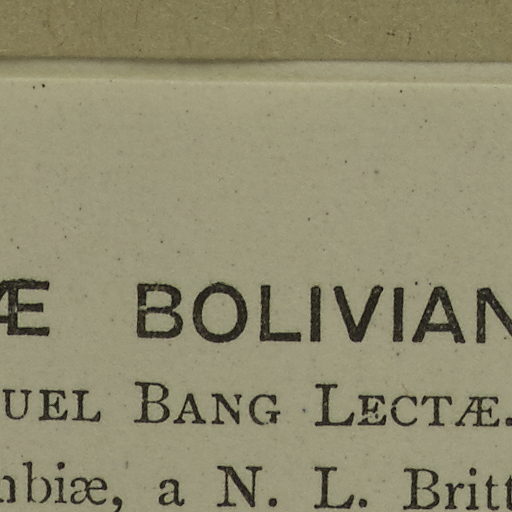 Æ BOLIVIAN
UEL BANG LECTÆ.
nbiæ, a N. L. Britt